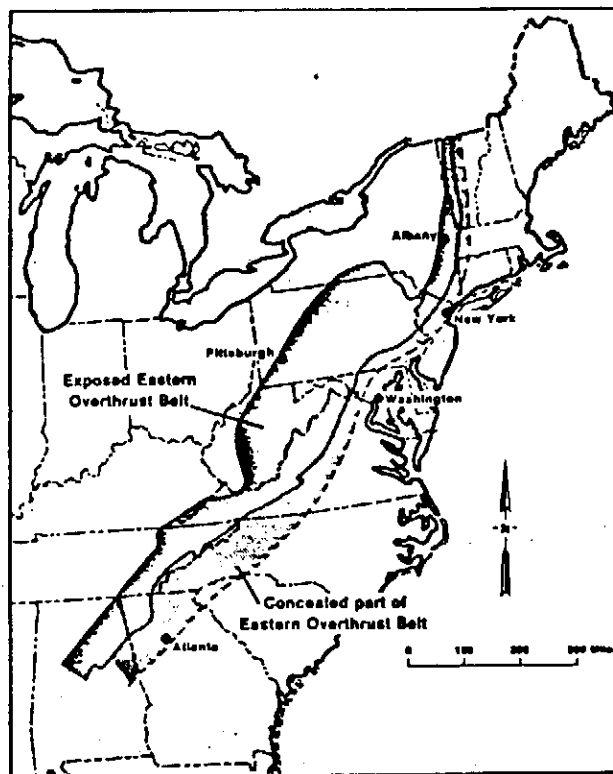 Albany
New York
Pittsburgh
Exposed Eastern
Overthrust Belt
Washington
Concealed part of
Eastern Overthrust Belt
Atlanta
0 100 200 300